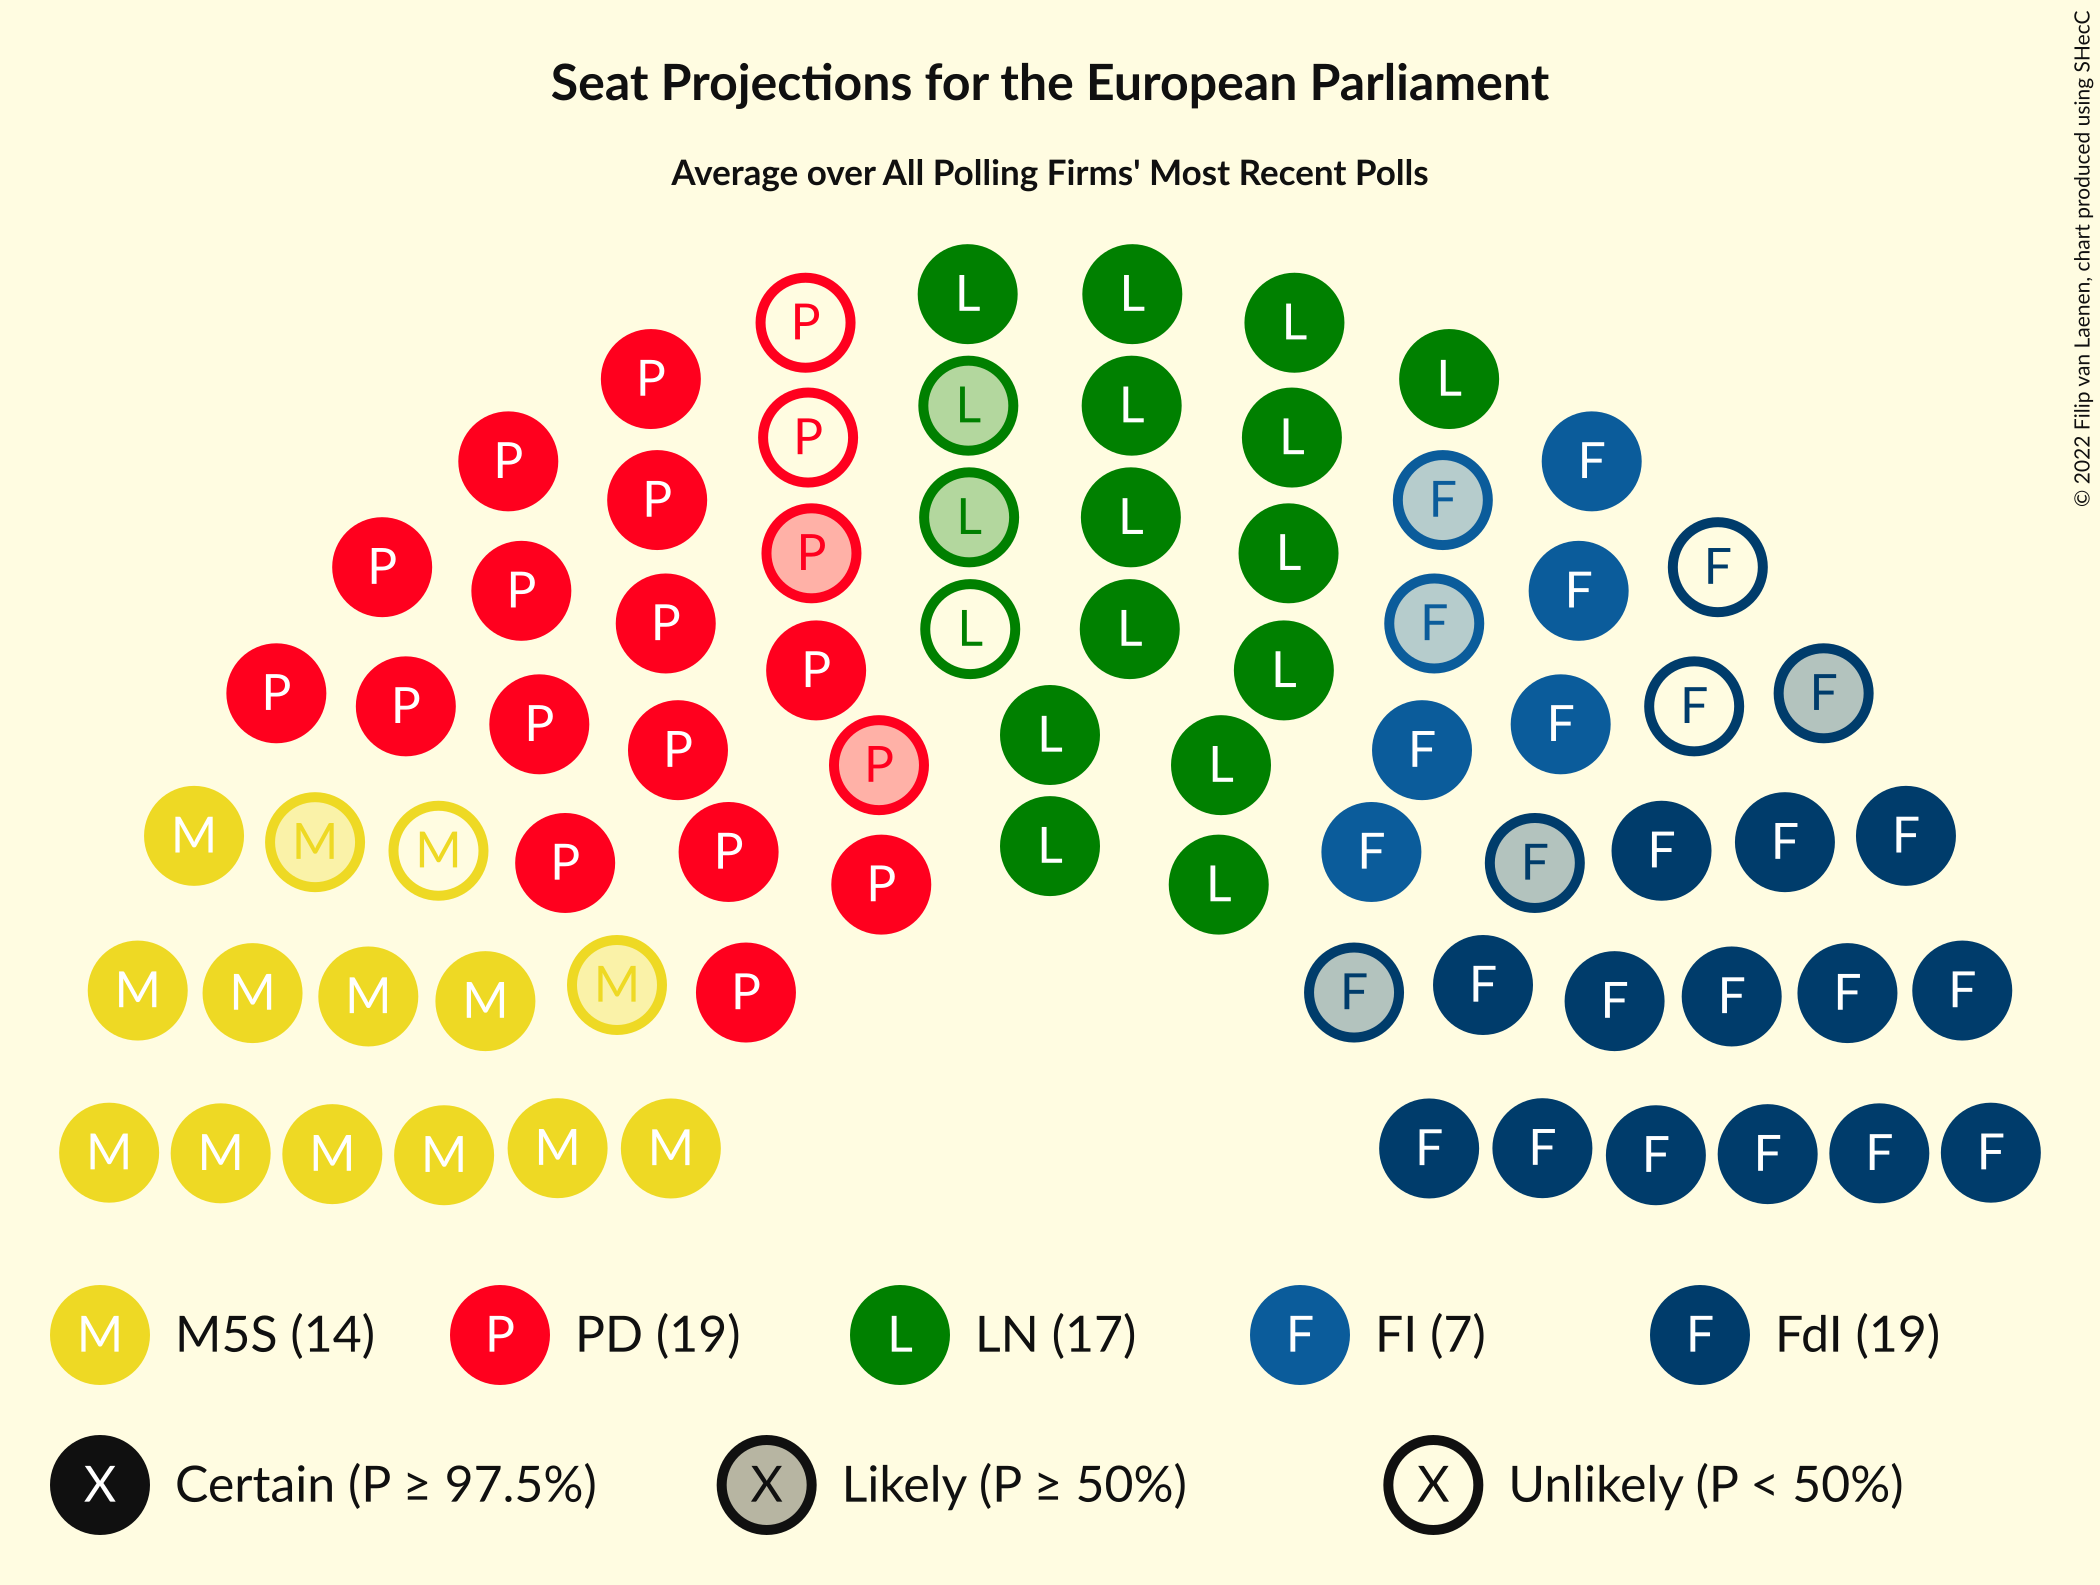 Seat Projections for the European Parliament
Average over All Polling Firms' Most Recent Polls
© 2022 Filip van Laenen, chart produced using SHecC
L L
P L
P L
L L
P
P L
P F
P F
L L
P L
P F
P F
P F
L L
P L
P F
P F
P L
P F
P P F F
P F
P F
L
P L
M F
M F
M F
P F
P F
L
P L
M F
M F
M F
M F
M F
P F
M M M M M M F F F F F F
M M5S (14) P PD (19) L LN (17) F FI (7) F FdI (19)
X Certain (P ≥ 97.5%) X Likely (P ≥ 50%) X Unlikely (P < 50%)